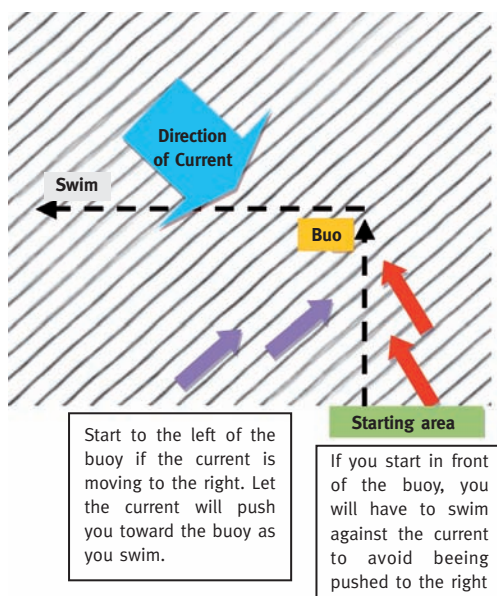 Direction
of Current
Swim
Buo
Starting area
Start to the left of the
buoy if the current is
moving to the right. Let
the current will push
you toward the buoy as
you swim.
If you start in front
of the buoy, you
will have to swim
against the current
to avoid beeing
pushed to the right